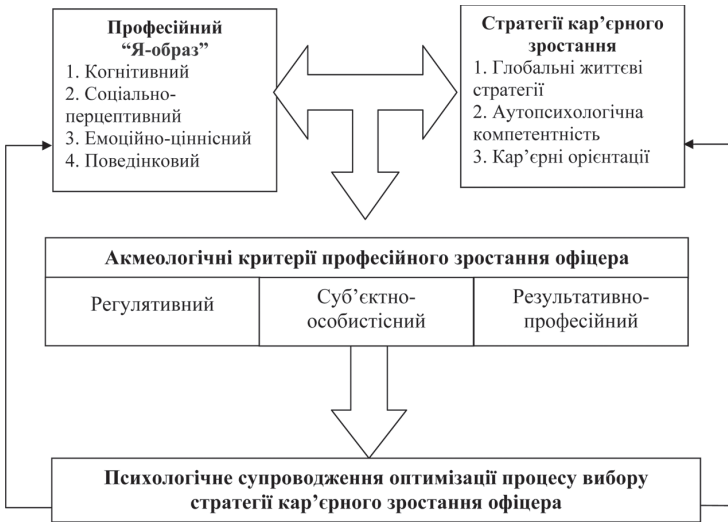 Професійний
“Я-образ”
1. Когнітивний
2. Соціально-
перцептивний
3. Емоційно-ціннісний
4. Поведінковий
Стратегії кар’єрного
зростання
1. Глобальні життєві
стратегії
2. Аутопсихологічна
компетентність
3. Кар’єрні орієнтації
Акмеологічні критерії професійного зростання офіцера
Регулятивний
Суб’єктно-
особистісний
Результативно-
професійний
Психологічне супроводження оптимізації процесу вибору
стратегії кар’єрного зростання офіцера